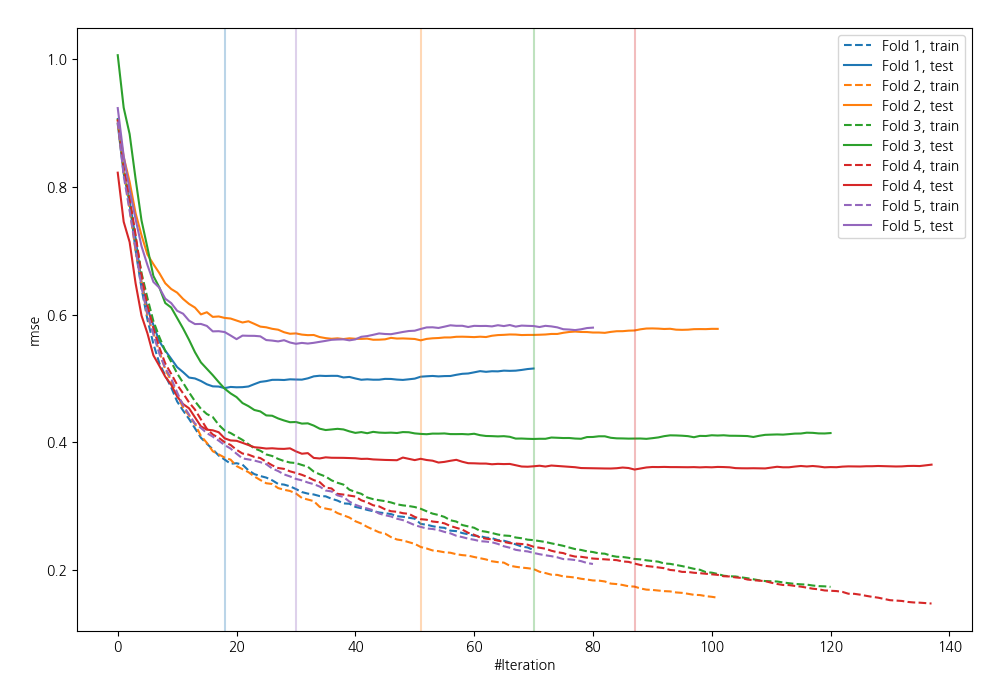 1.0
0.8
0.6
0.4
0.2
rmse
0
20
40
60
80
100
120
140
#Iteration
Fold 1, train
Fold 1, test
Fold 2, train
Fold 2, test
Fold 3, train
Fold 3, test
Fold 4, train
Fold 4, test
Fold 5, train
Fold 5, test